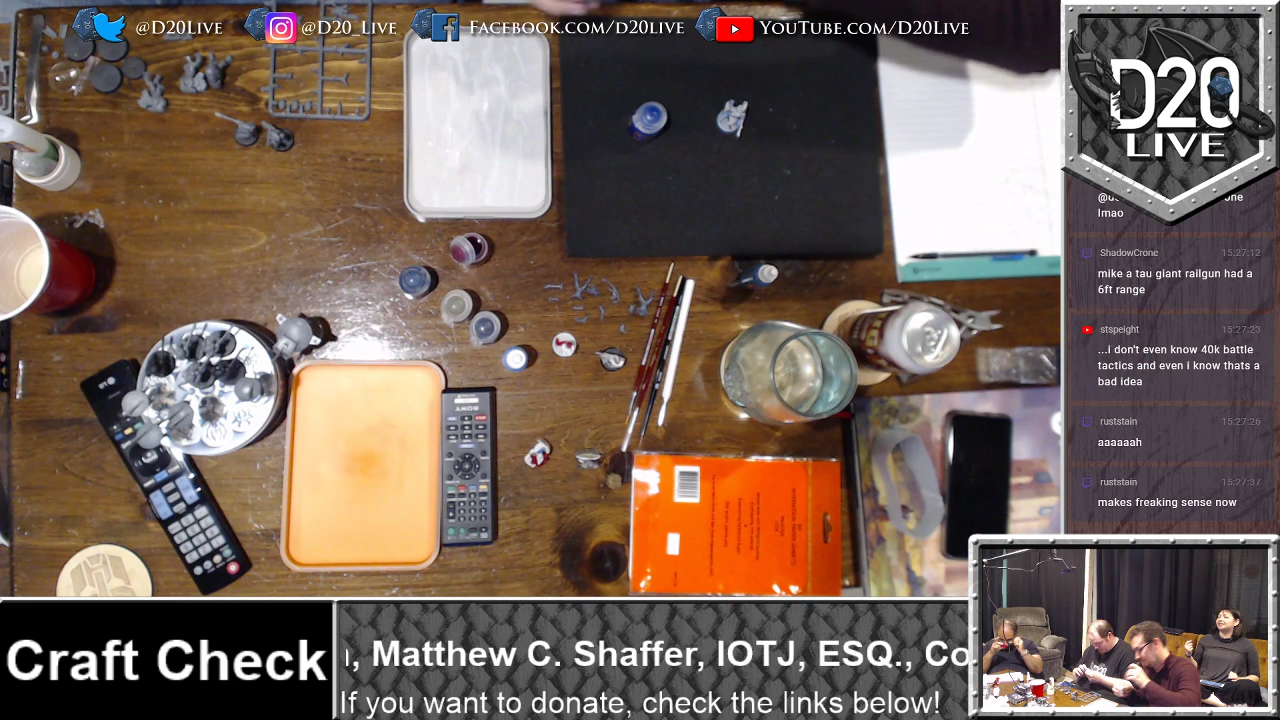 @D20Live
@D20_Live
Facebook.com/d20live
YouTube.com/D20Live
D20
LIVE
lmao
ShadowCrone 15:27:12
mike a tau giant railgun had a
6ft range
stspeight 15:27:23
...i don't even know 40k battle
tactics and even i know thats a
bad idea
ruststain 15:27:26
aaaaaah
ruststain 15:27:37
makes freaking sense now
SONY
Craft Check
, Matthew C. Shaffer, IOTJ, ESQ., Co
If you want to donate, check the links below!